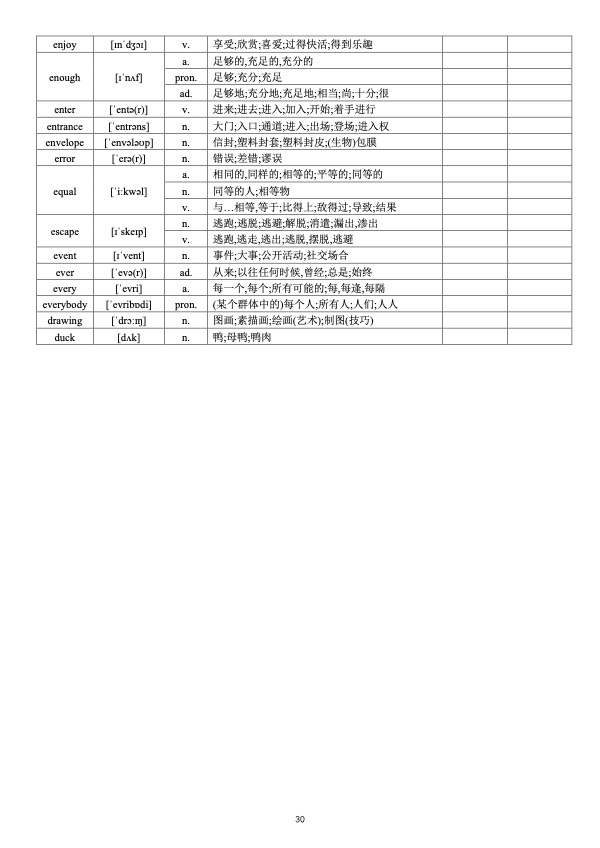 enjoy [ɪnˈdʒɔɪ] v. 享受;欣赏;喜爱;过得快活;得到乐趣
enough [ɪˈnʌf] a. 足够的,充足的,充分的
pron. 足够;充分;充足
ad. 足够地;充分地;充足地;相当;尚;十分;很
enter [ˈentə(r)] v. 进来;进去;进入;加入;开始;着手进行
entrance [ˈentrəns] n. 大门;入口;通道;进入;出场;登场;进入权
envelope [ˈenvələʊp] n. 信封;塑料封套;塑料封皮;(生物)包膜
error [ˈerə(r)] n. 错误;差错;谬误
equal [ˈiːkwəl] a. 相同的,同样的;相等的;平等的;同等的
n. 同等的人;相等物
v. 与…相等,等于;比得上;敌得过;导致;结果
escape [ɪˈskeɪp] n. 逃跑;逃脱;逃避;解脱;消遣;漏出,渗出
v. 逃跑,逃走,逃出;逃脱,摆脱,逃避
event [ɪˈvent] n. 事件;大事;公开活动;社交场合
ever [ˈevə(r)] ad. 从来;以往任何时候,曾经;总是;始终
every [ˈevri] a. 每一个,每个;所有可能的;每,每逢,每隔
everybody [ˈevribɒdi] pron. (某个群体中的)每个人;所有人;人们;人人
drawing [ˈdrɔːɪŋ] n. 图画;素描画;绘画(艺术);制图(技巧)
duck [dʌk] n. 鸭;母鸭;鸭肉
30